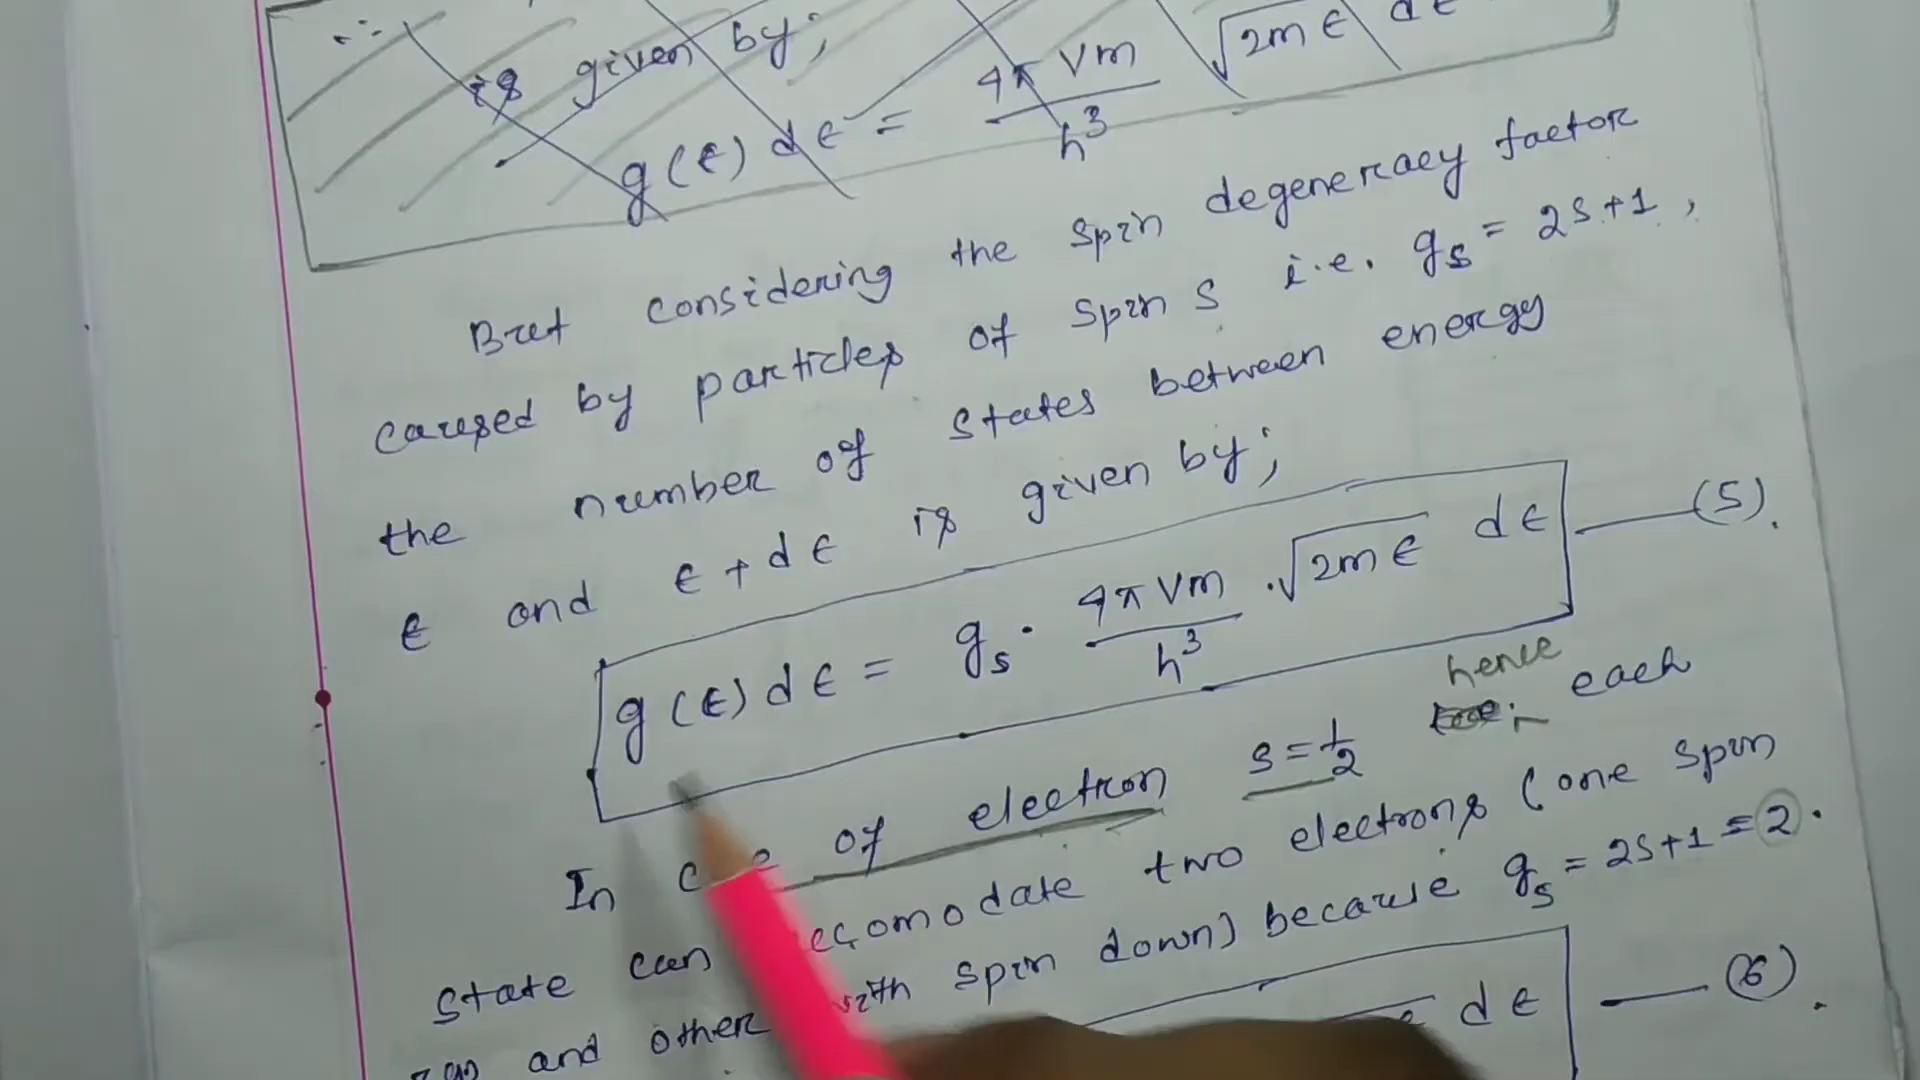 ∴
is given by;
g(ϵ)dϵ = 4π Vm / h³ √2mϵ dϵ
But considering the spin degeneracy factor
caused by particles of spin s i.e. gₛ = 2s+1,
the number of states between energy
ϵ and ϵ+dϵ is given by;
g(ϵ)dϵ = gₛ · 4π Vm / h³ · √2mϵ dϵ —— (5).
hence
In of electron s = 1/2 each
state can two electrons (one spin
and other with spin down) because gₛ = 2s+1 = 2.
dϵ —— (6).